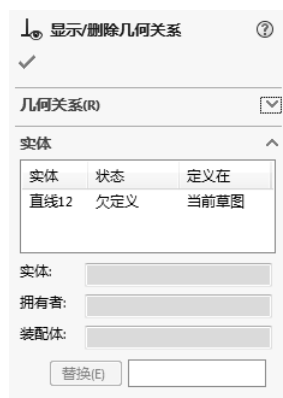 显示/删除几何关系
几何关系(R)
实体
实体 状态 定义在
直线12 欠定义 当前草图
实体:
拥有者:
装配体:
替换(E)